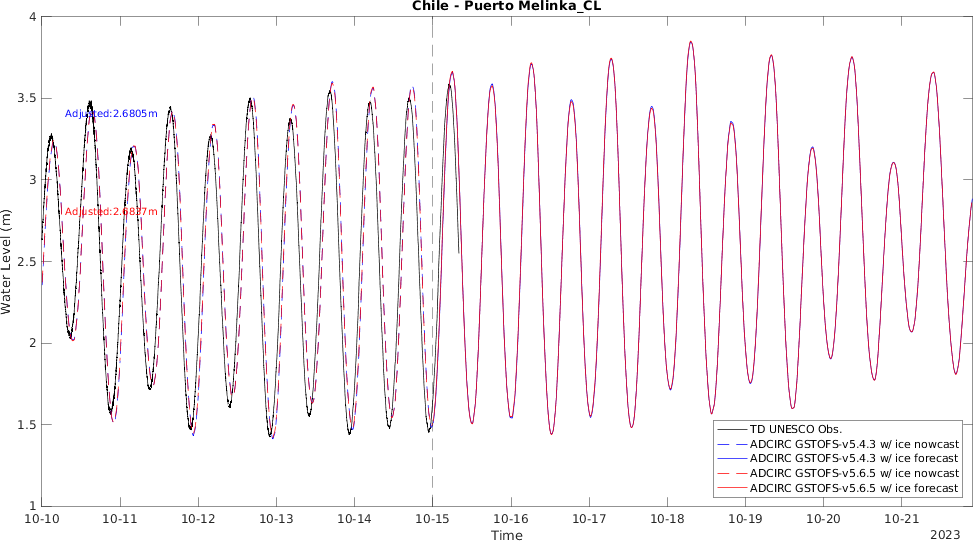 Chile - Puerto Melinka_CL
4
3.5
3
2.5
2
1.5
1
Water Level (m)
Adjusted:2.6805m
Adjusted:2.6837m
TD UNESCO Obs.
ADCIRC GSTOFS-v5.4.3 w/ ice nowcast
ADCIRC GSTOFS-v5.4.3 w/ ice forecast
ADCIRC GSTOFS-v5.6.5 w/ ice nowcast
ADCIRC GSTOFS-v5.6.5 w/ ice forecast
10-10 10-11 10-12 10-13 10-14 10-15 10-16 10-17 10-18 10-19 10-20 10-21
Time
2023